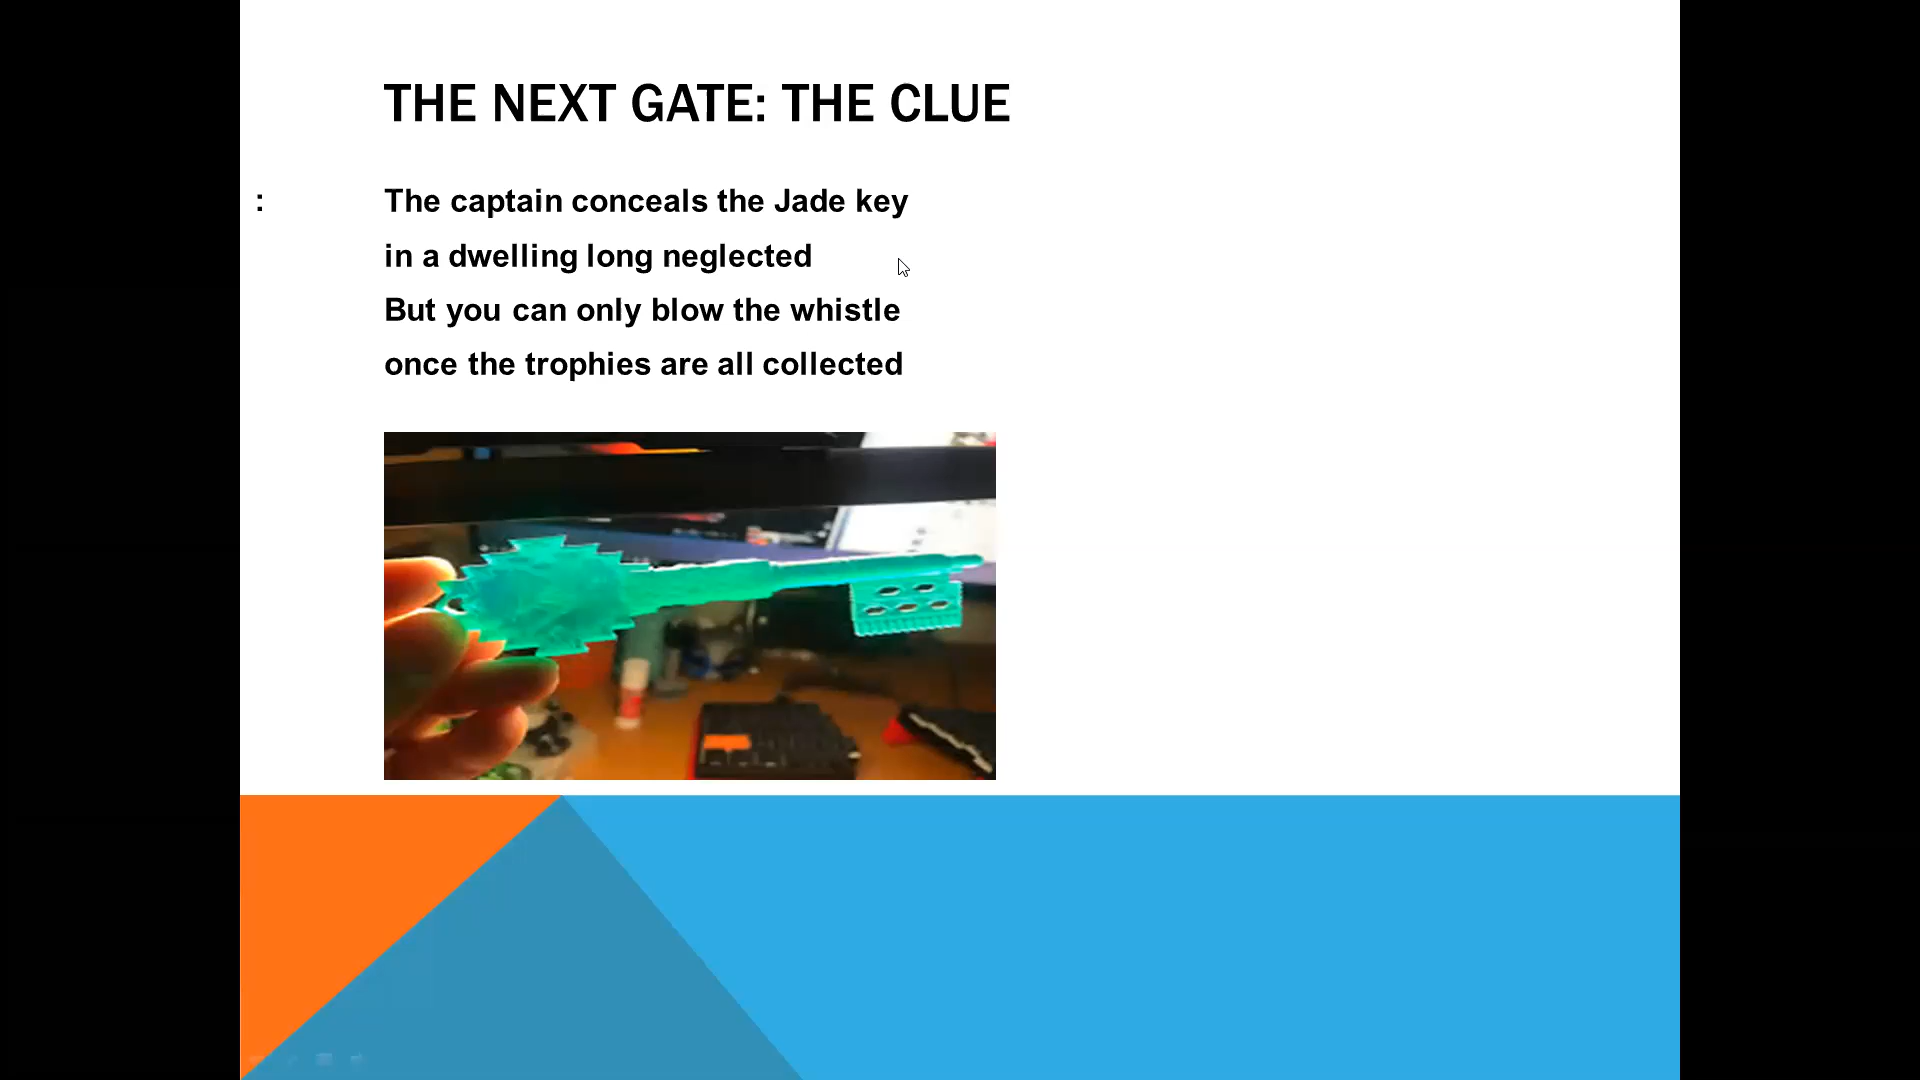 THE NEXT GATE: THE CLUE
: The captain conceals the Jade key
in a dwelling long neglected
But you can only blow the whistle
once the trophies are all collected